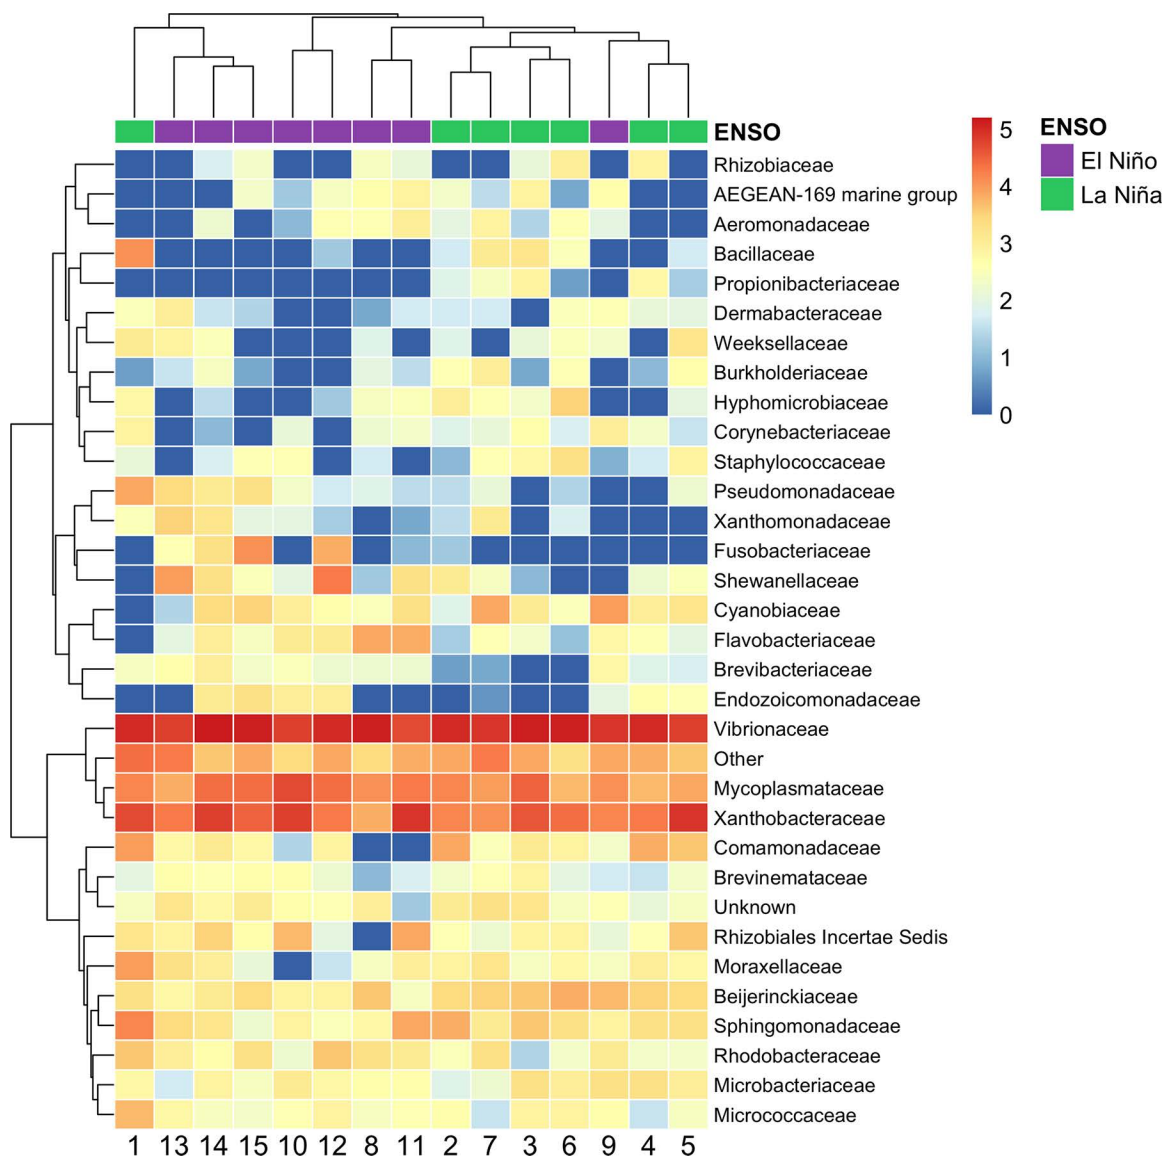 ENSO
Rhizobiaceae
AEGEAN-169 marine group
Aeromonadaceae
Bacillaceae
Propionibacteriaceae
Dermabacteraceae
Weeksellaceae
Burkholderiaceae
Hyphomicrobiaceae
Corynebacteriaceae
Staphylococcaceae
Pseudomonadaceae
Xanthomonadaceae
Fusobacteriaceae
Shewanellaceae
Cyanobiaceae
Flavobacteriaceae
Brevibacteriaceae
Endozoicomonadaceae
Vibrionaceae
Other
Mycoplasmataceae
Xanthobacteraceae
Comamonadaceae
Brevinemataceae
Unknown
Rhizobiales Incertae Sedis
Moraxellaceae
Beijerinckiaceae
Sphingomonadaceae
Rhodobacteraceae
Microbacteriaceae
Micrococcaceae
1 13 14 15 10 12 8 11 2 7 3 6 9 4 5
5
4
3
2
1
0
ENSO
El Niño
La Niña